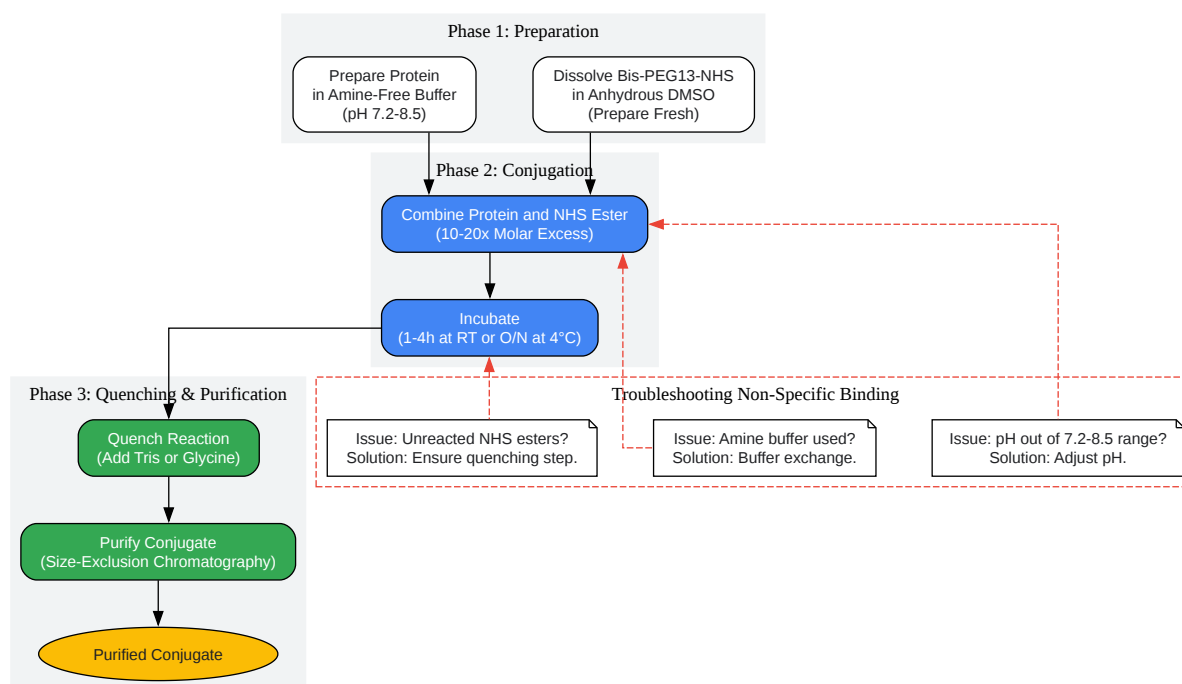 Phase 1: Preparation
Prepare Protein
in Amine-Free Buffer
(pH 7.2-8.5)
Dissolve Bis-PEG13-NHS
in Anhydrous DMSO
(Prepare Fresh)
Phase 2: Conjugation
Combine Protein and NHS Ester
(10-20x Molar Excess)
Incubate
(1-4h at RT or O/N at 4°C)
Phase 3: Quenching & Purification
Quench Reaction
(Add Tris or Glycine)
Purify Conjugate
(Size-Exclusion Chromatography)
Purified Conjugate
Troubleshooting Non-Specific Binding
Issue: Unreacted NHS esters?
Solution: Ensure quenching step.
Issue: Amine buffer used?
Solution: Buffer exchange.
Issue: pH out of 7.2-8.5 range?
Solution: Adjust pH.